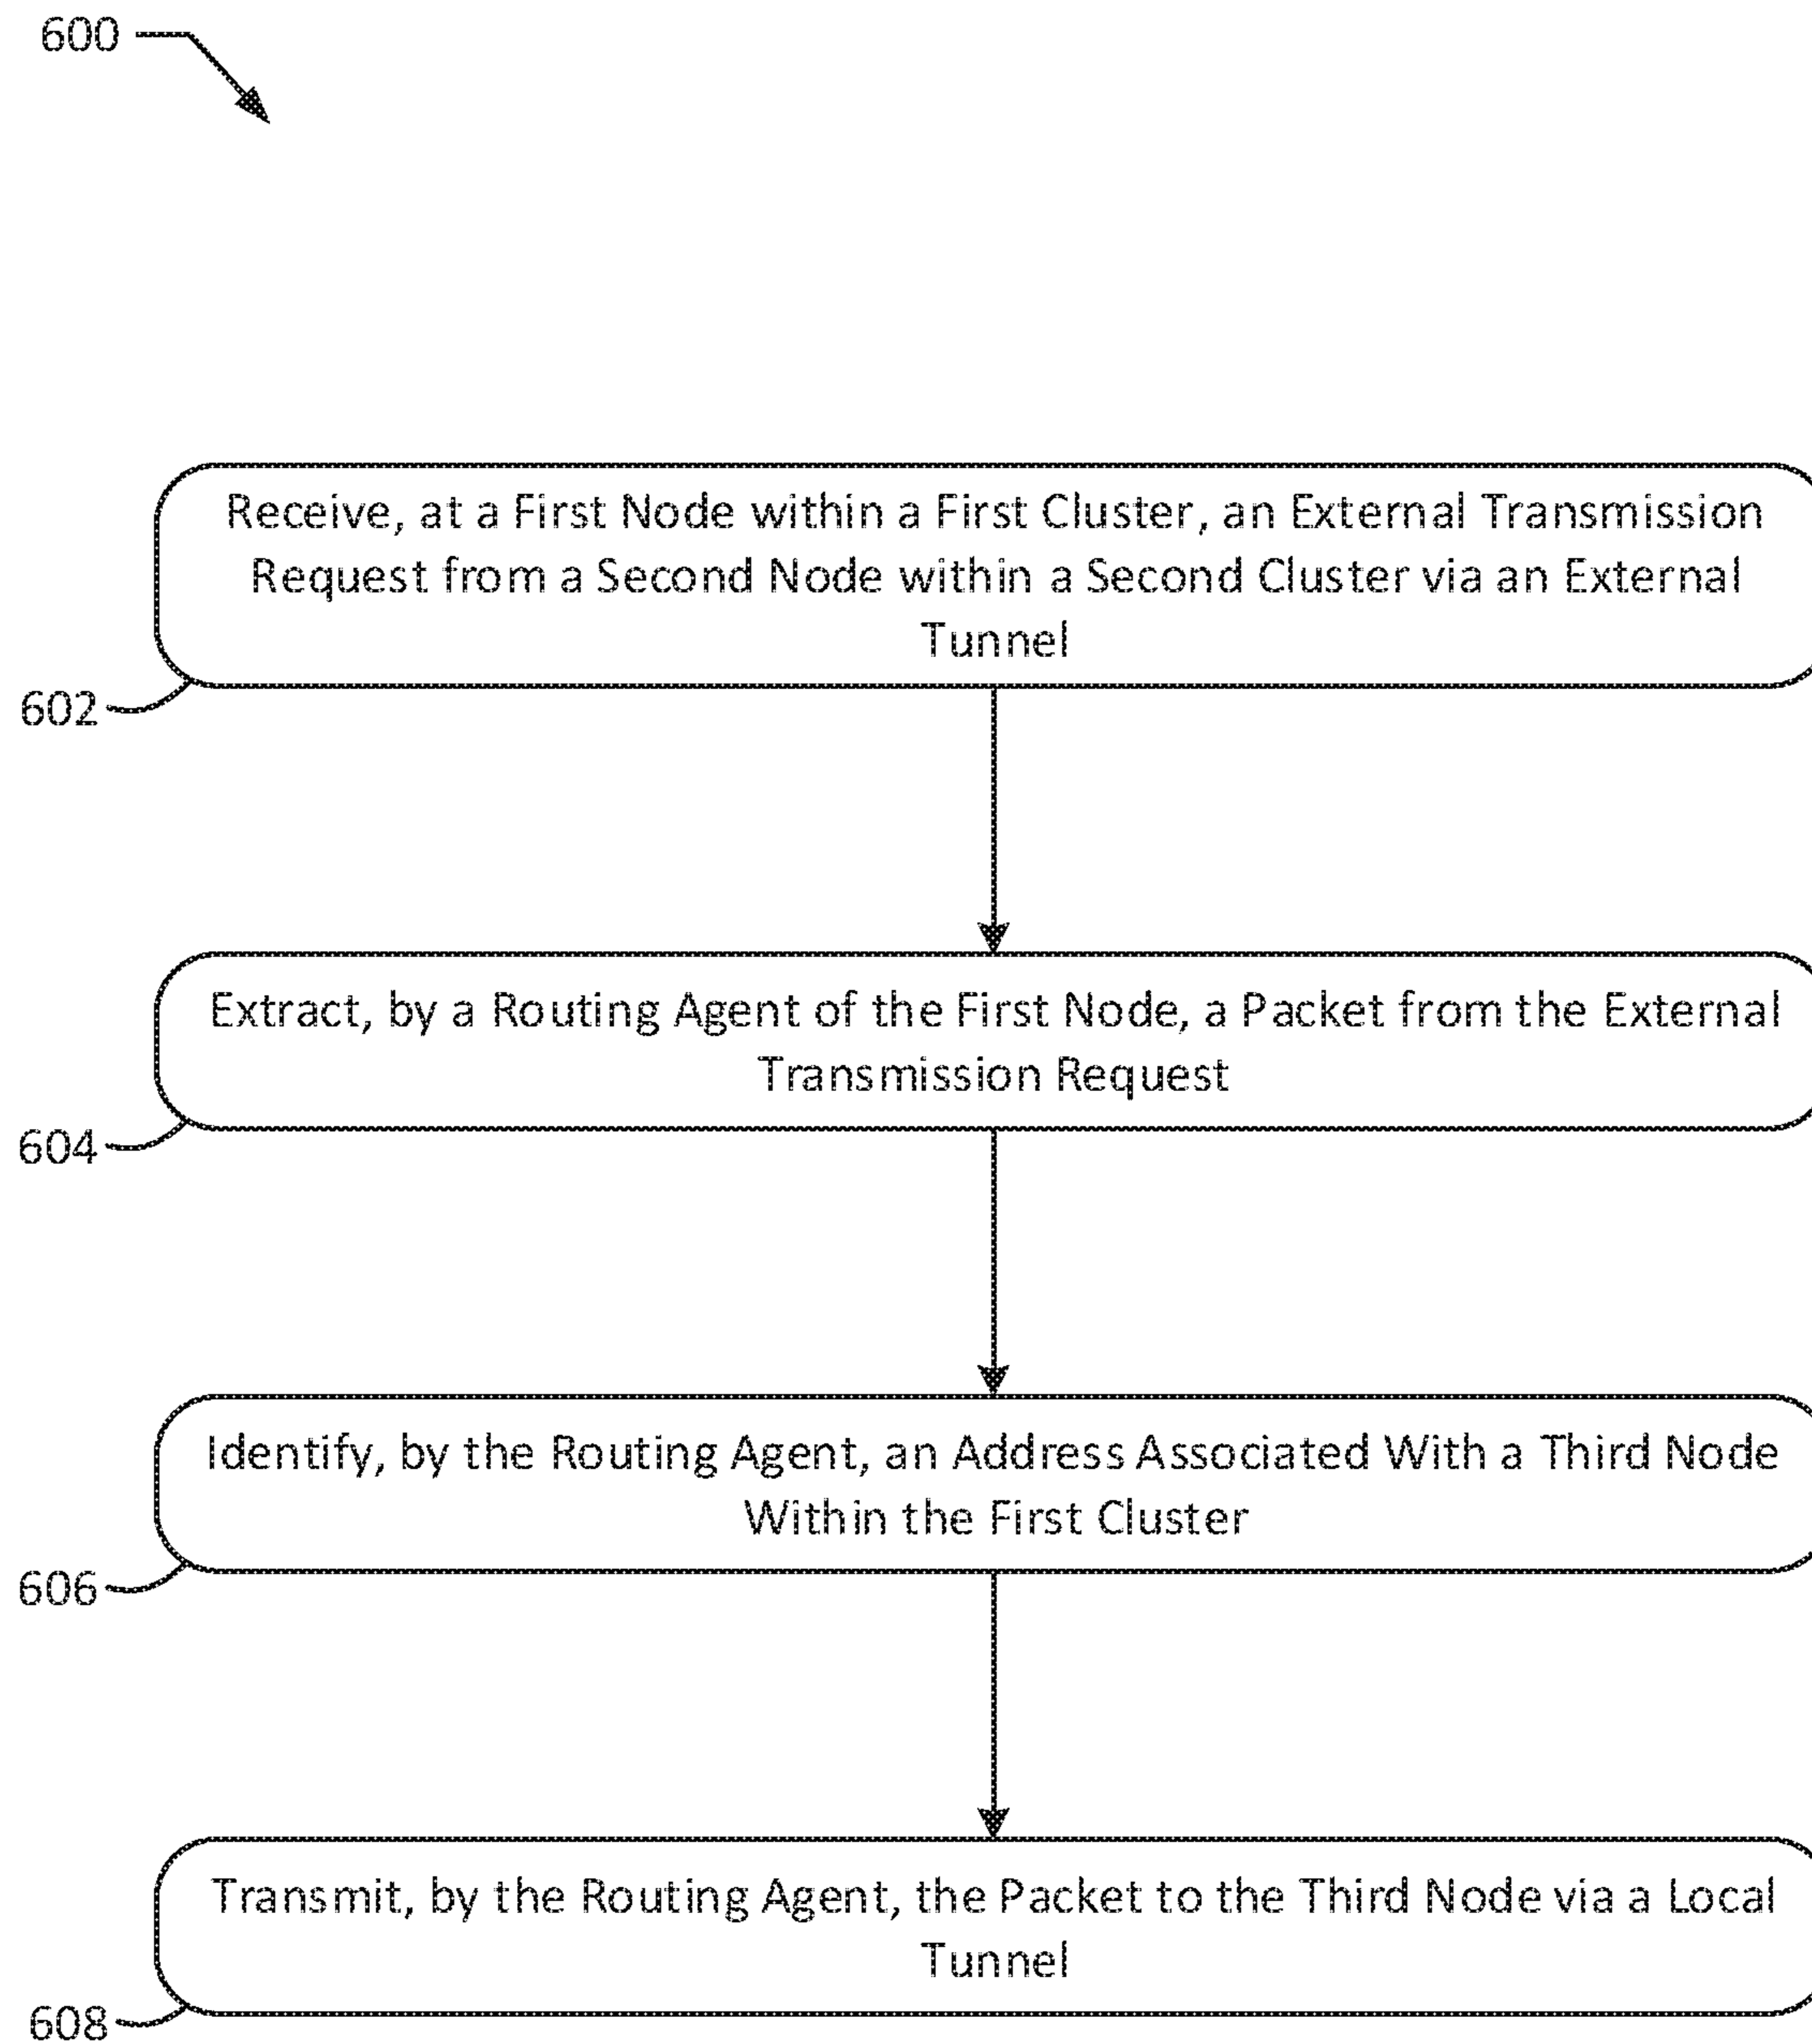 600
Receive, at a First Node within a First Cluster, an External Transmission
Request from a Second Node within a Second Cluster via an External
Tunnel
602
Extract, by a Routing Agent of the First Node, a Packet from the External
Transmission Request
604
Identify, by the Routing Agent, an Address Associated With a Third Node
Within the First Cluster
606
Transmit, by the Routing Agent, the Packet to the Third Node via a Local
Tunnel
608